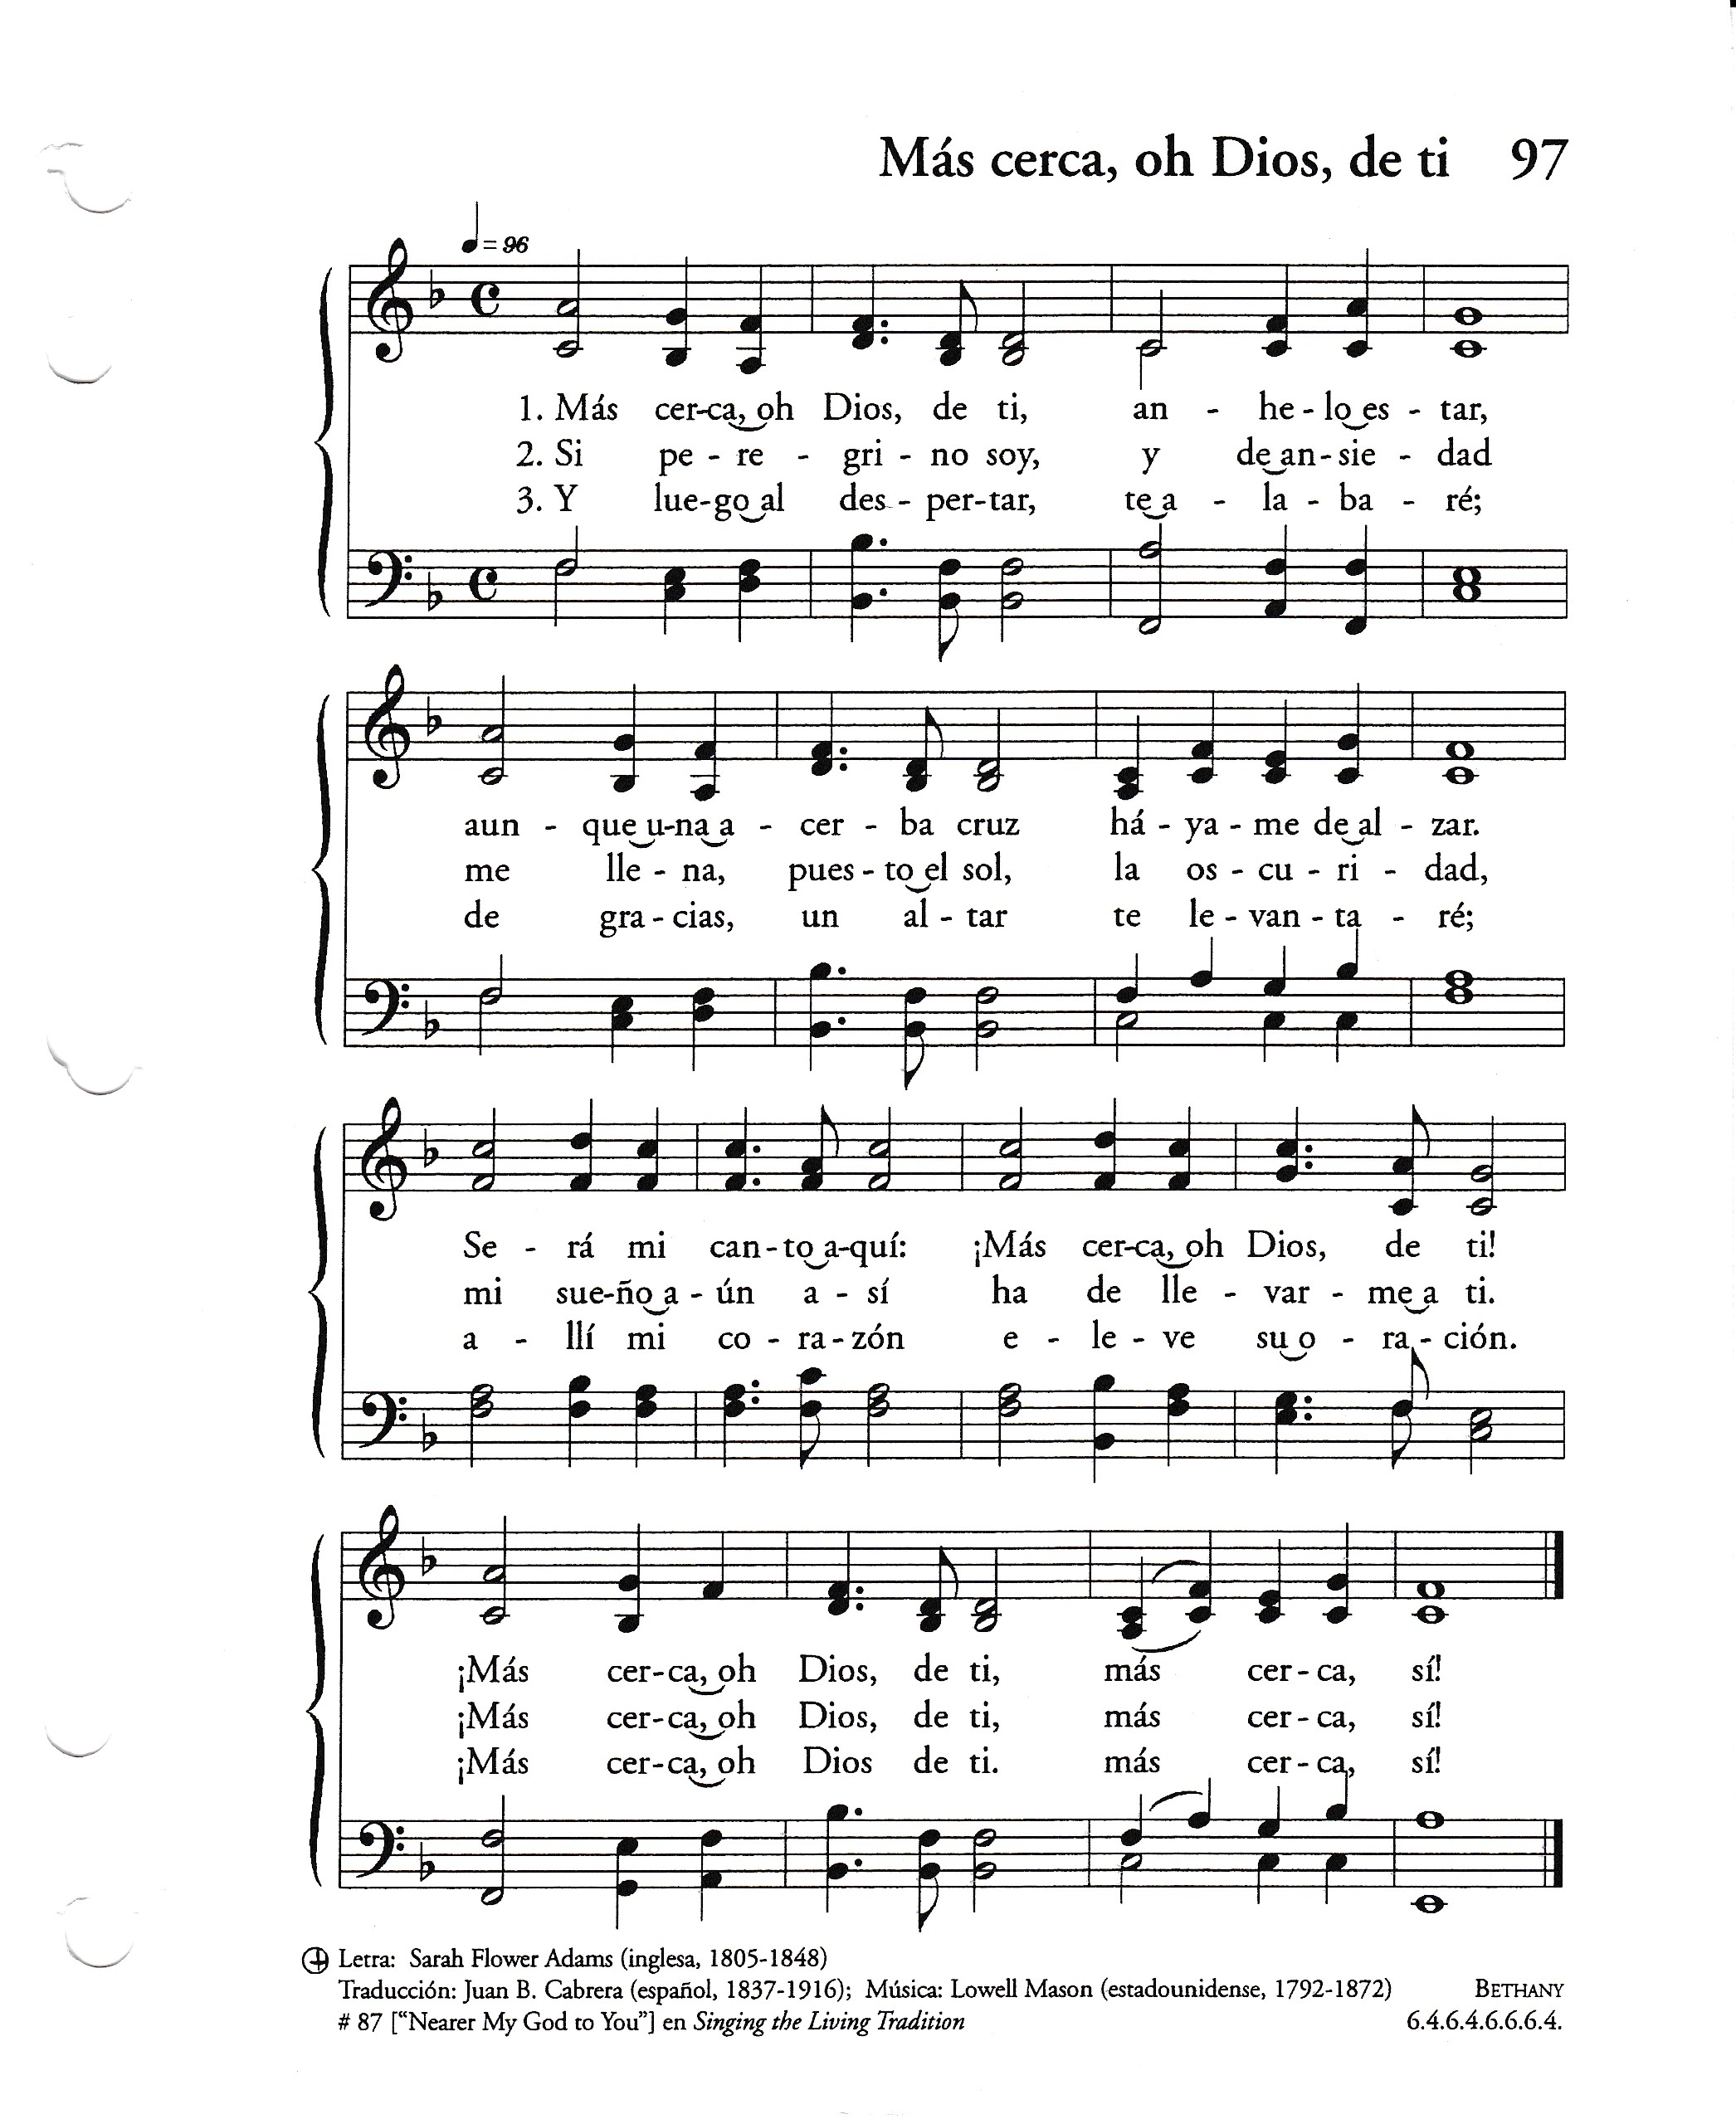 Más cerca, oh Dios, de ti 97
= 96
1. Más cer-ca, oh Dios, de ti, an - he - lo es - tar,
2. Si pe - re - gri - no soy, y de an - sie - dad
3. Y lue-go al des - per-tar, te a - la - ba - ré;
aun - que u-na a - cer - ba cruz há - ya - me de al - zar.
me lle - na, pues - to el sol, la os - cu - ri - dad,
de gra - cias, un al - tar te le - van - ta - ré;
Se - rá mi can - to a-quí: ¡Más cer-ca, oh Dios, de ti!
mi sue-ño a - ún a - sí ha de lle - var - me a ti.
a - llí mi co - ra - zón e - le - ve su o - ra - ción.
¡Más cer-ca, oh Dios, de ti, más cer - ca, sí!
¡Más cer-ca, oh Dios, de ti, más cer - ca, sí!
¡Más cer-ca, oh Dios de ti. más cer - ca, sí!
Letra: Sarah Flower Adams (inglesa, 1805-1848)
Traducción: Juan B. Cabrera (español, 1837-1916); Música: Lowell Mason (estadounidense, 1792-1872) BETHANY
# 87 [“Nearer My God to You”] en Singing the Living Tradition 6.4.6.4.6.6.6.4.